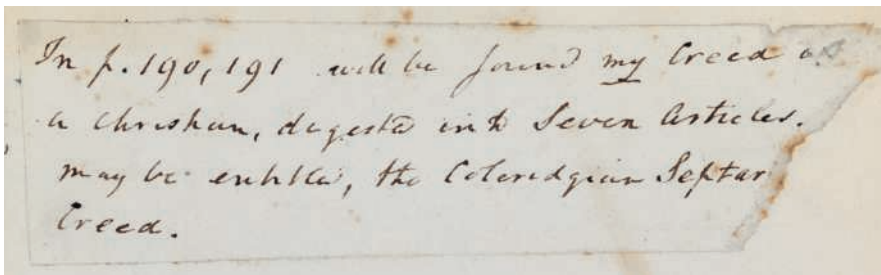 In p. 190, 191 will be found my Creed as
a Christian, digested into Seven Articles.
may be entitled, the Coleredgian Septar
Creed.